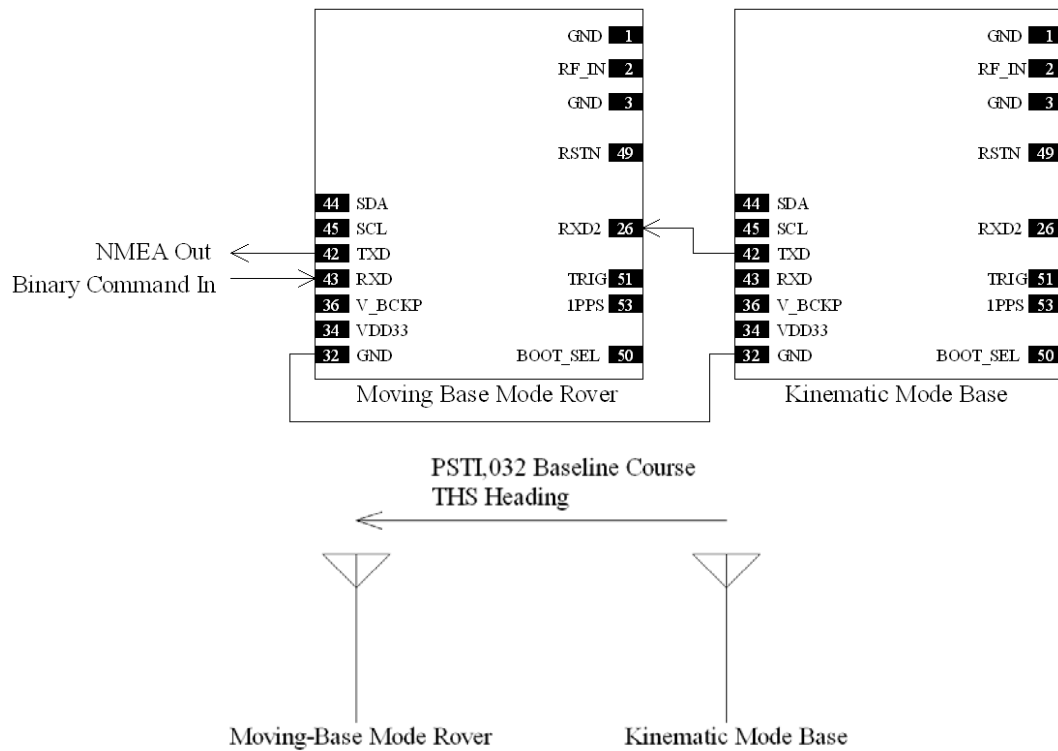 GND 1
RF_IN 2
GND 3
RSTN 49
44 SDA
45 SCL
RXD2 26
NMEA Out
42 TXD
Binary Command In
43 RXD
TRIG 51
36 V_BCKP
1PPS 53
34 VDD33
32 GND
BOOT_SEL 50
Moving Base Mode Rover
GND 1
RF_IN 2
GND 3
RSTN 49
44 SDA
45 SCL
RXD2 26
42 TXD
43 RXD
TRIG 51
36 V_BCKP
1PPS 53
34 VDD33
32 GND
BOOT_SEL 50
Kinematic Mode Base
PSTI,032 Baseline Course
THS Heading
Moving-Base Mode Rover
Kinematic Mode Base